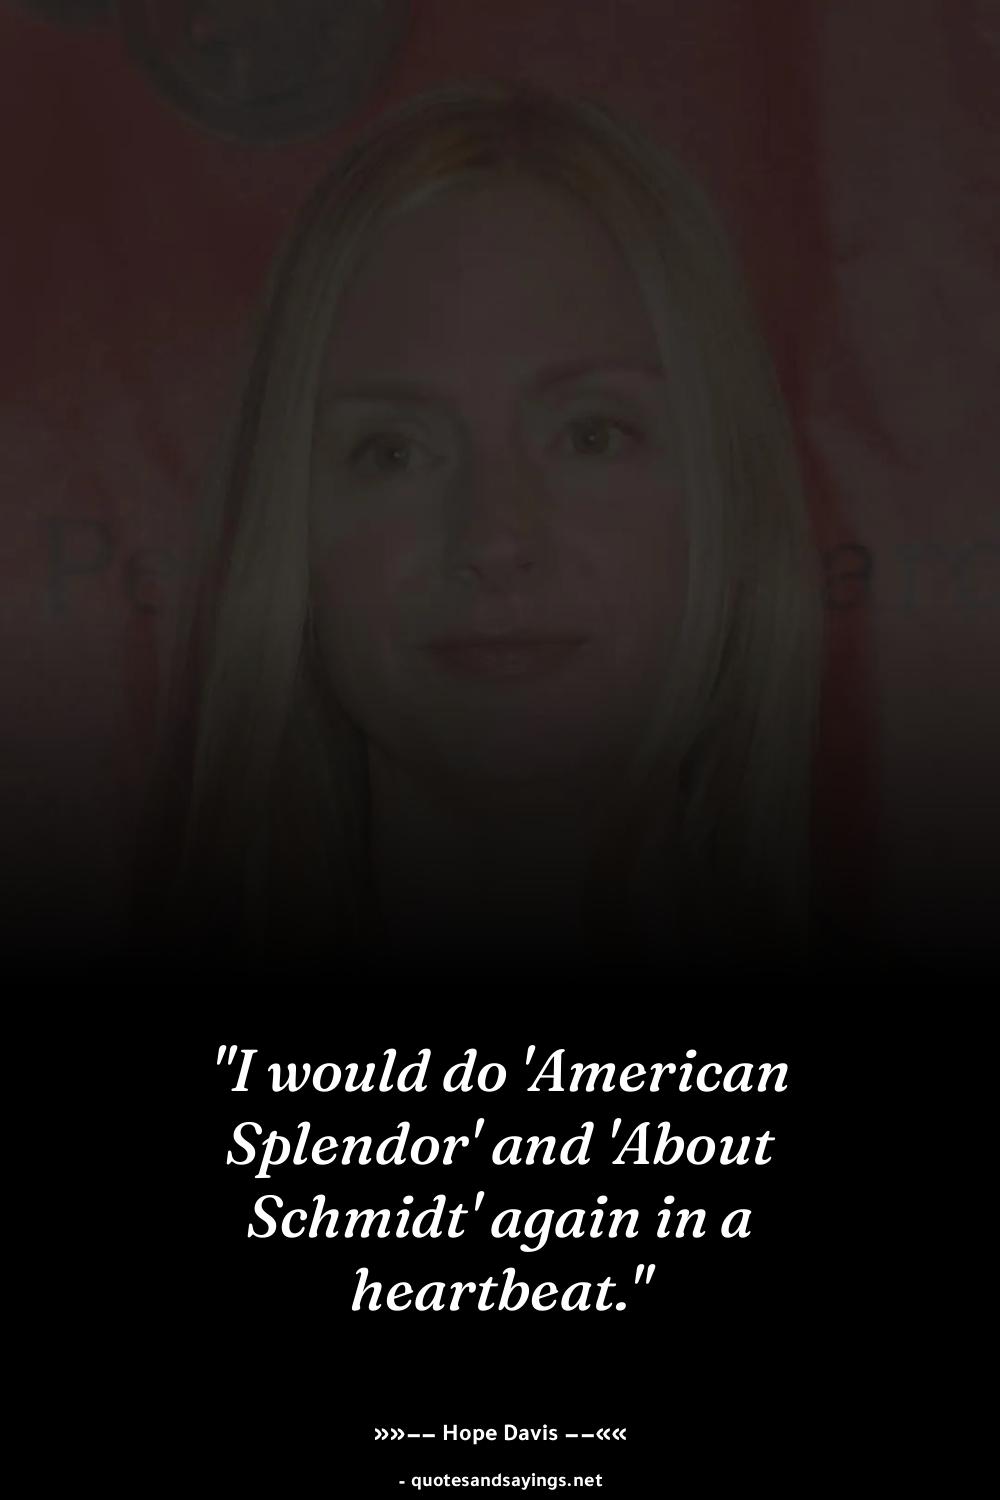 "I would do 'American
Splendor' and 'About
Schmidt' again in a
heartbeat."
»»−− Hope Davis −−««
- quotesandsayings.net